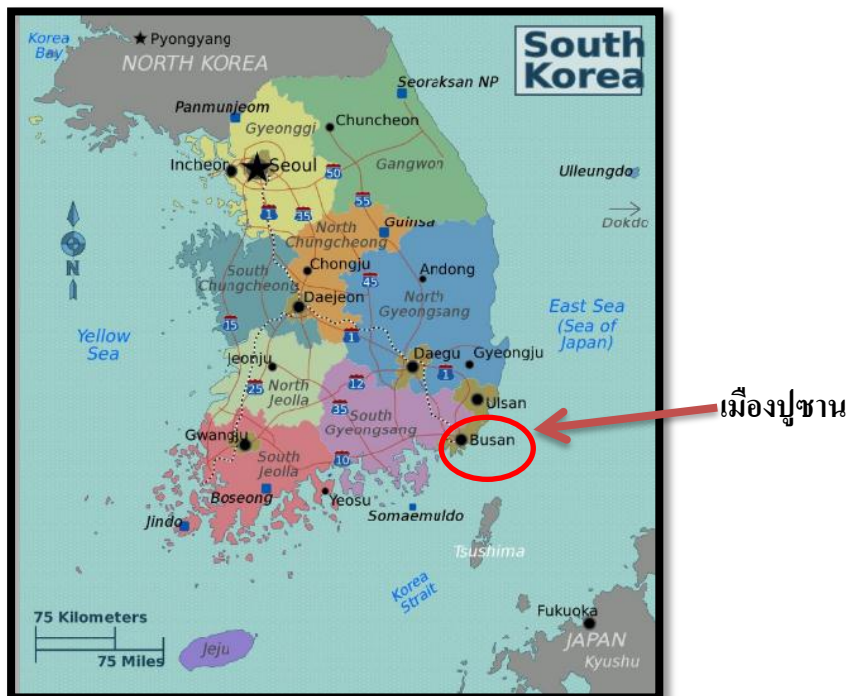 Korea
Bay
Pyongyang
NORTH KOREA
South
Korea
Seoraksan NP
Panmunjeom
Gyeonggi
Chuncheon
Incheon
Seoul
Gangwon
50
Ulleungdo
55
1
35
Dokdo
North
Chungcheong
Guinsa
N
South
Chungcheong
Chongju
45
Andong
Daejeon
North
Gyeongsang
East Sea
(Sea of
Japan)
15
Yellow
Sea
1
Jeonju
Daegu
Gyeongju
1
25
North
Jeolla
12
35
South
Gyeongsang
Ulsan
เมืองปูซาน
Gwangju
Busan
South
Jeolla
10
Boseong
Yeosu
Jindo
Somaemuldo
Tsushima
Korea
Strait
Fukuoka
75 Kilometers
75 Miles
Jeju
JAPAN
Kyushu